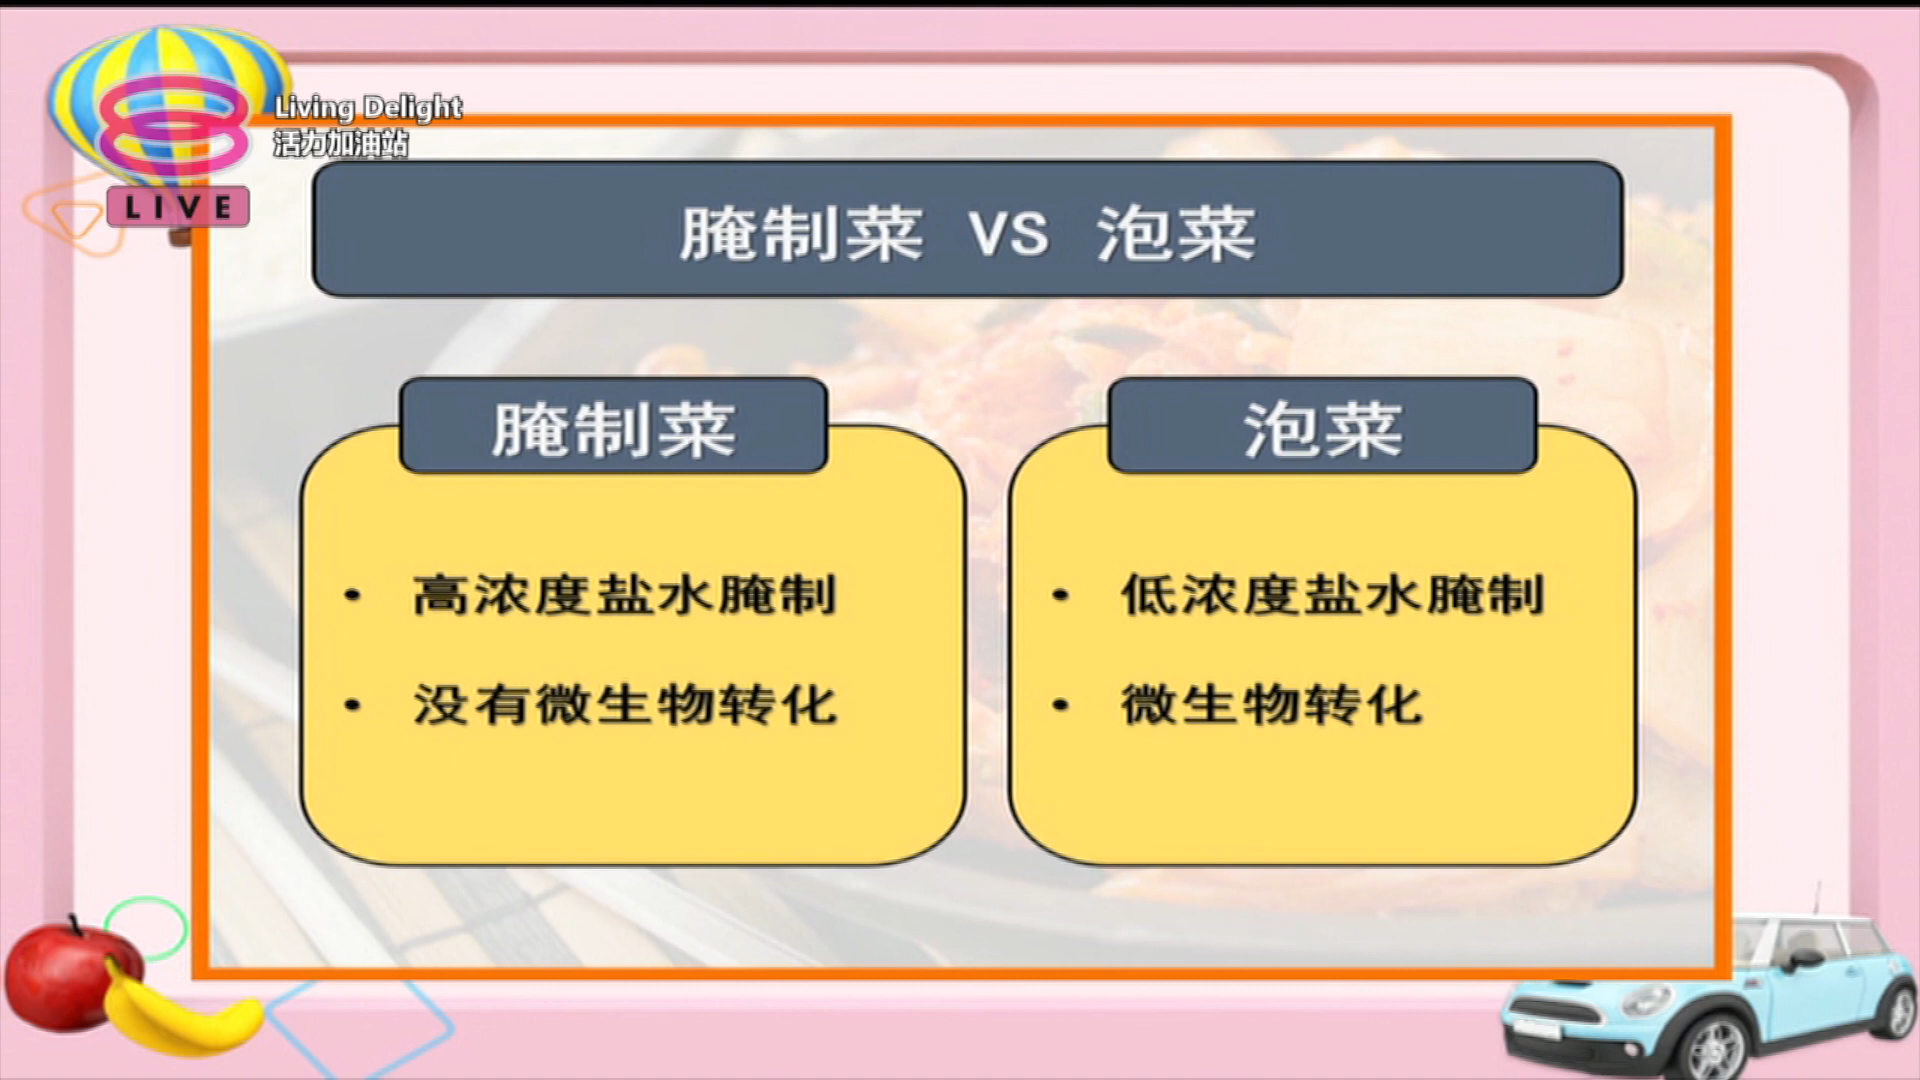 Living Delight
活力加油站
LIVE
腌制菜 VS 泡菜
腌制菜
• 高浓度盐水腌制
• 没有微生物转化
泡菜
• 低浓度盐水腌制
• 微生物转化